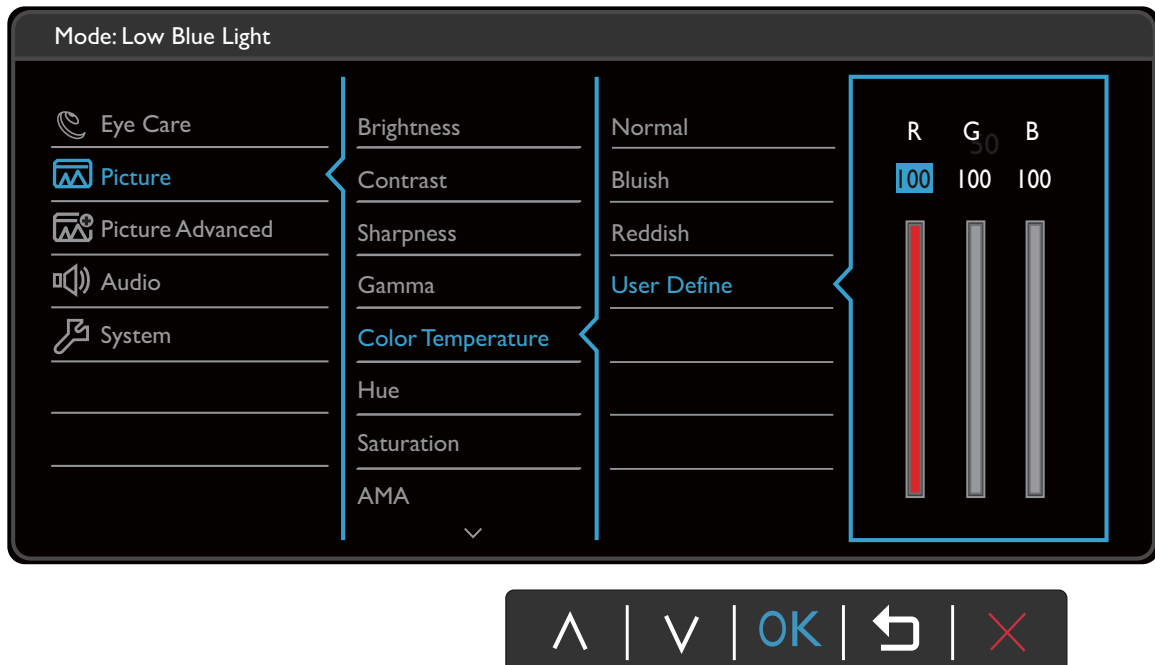 Mode: Low Blue Light
Eye Care
Picture
Picture Advanced
Audio
System
Brightness
Contrast
Sharpness
Gamma
Color Temperature
Hue
Saturation
AMA
Normal
Bluish
Reddish
User Define
R G B
50
100 100 100
OK